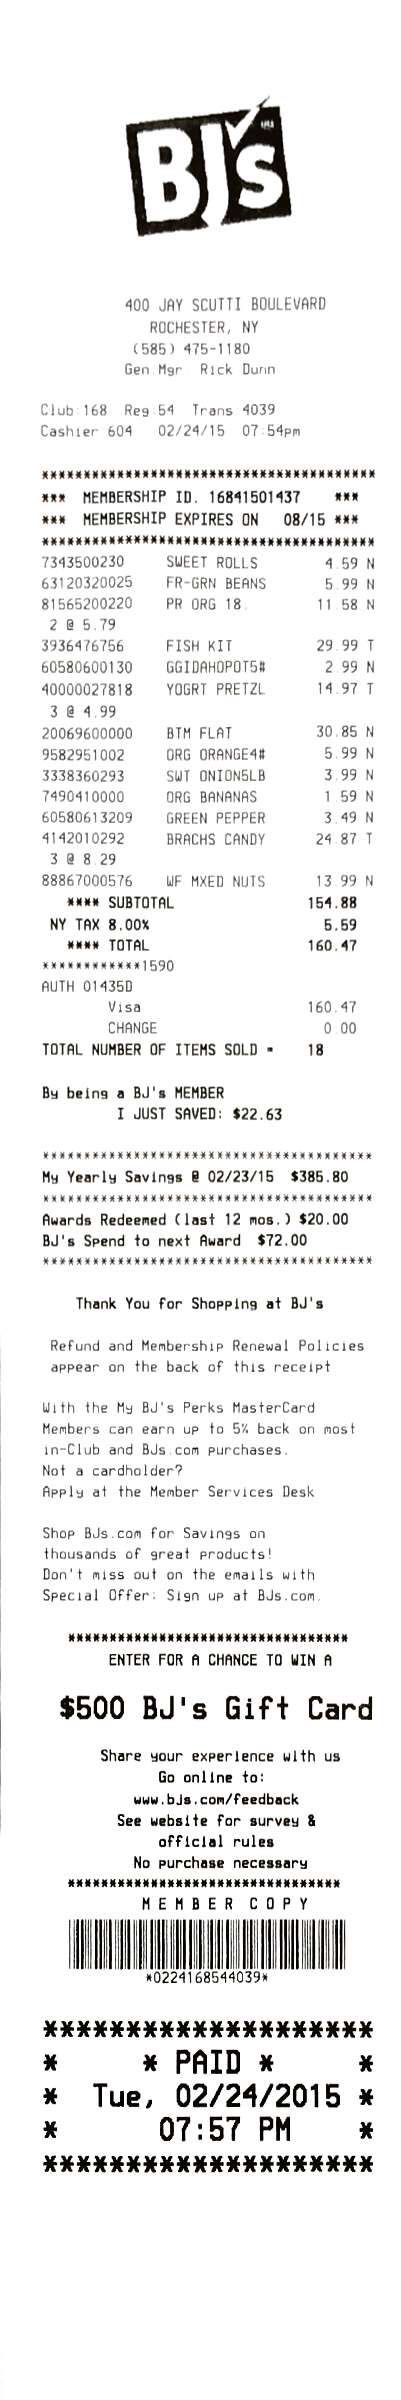 BJ's
400 JAY SCUTTI BOULEVARD
ROCHESTER, NY
(585) 475-1180
Gen Mgr Rick Dunn
Club 168 Reg 54 Trans 4039
Cashier 604 02/24/15 07:54pm
****************************************
*** MEMBERSHIP ID. 16841501437 ***
*** MEMBERSHIP EXPIRES ON 08/15 ***
****************************************
7343500230 SWEET ROLLS 4.59 N
63120320025 FR-GRN BEANS 5.99 N
81565200220 PR ORG 18. 11.58 N
2 @ 5.79
3936476756 FISH KIT 29.99 T
60580600130 GGIDAHOPOT5# 2.99 N
40000027818 YOGRT PRETZL 14.97 T
3 @ 4.99
20069600000 BTM FLAT 30.85 N
9582951002 ORG ORANGE4# 5.99 N
3338360293 SWT ONION5LB 3.99 N
7490410000 ORG BANANAS 1.59 N
60580613209 GREEN PEPPER 3.49 N
4142010292 BRACHS CANDY 24.87 T
3 @ 8.29
88867000576 WF MXED NUTS 13.99 N
**** SUBTOTAL 154.88
NY TAX 8.00% 5.59
**** TOTAL 160.47
************1590
AUTH 01435D
Visa 160.47
CHANGE 0.00
TOTAL NUMBER OF ITEMS SOLD = 18
By being a BJ's MEMBER
I JUST SAVED: $22.63
****************************************
My Yearly Savings @ 02/23/15 $385.80
****************************************
Awards Redeemed (last 12 mos.) $20.00
BJ's Spend to next Award $72.00
****************************************
Thank You for Shopping at BJ's
Refund and Membership Renewal Policies
appear on the back of this receipt
With the My BJ's Perks MasterCard
Members can earn up to 5% back on most
in-Club and BJs.com purchases.
Not a cardholder?
Apply at the Member Services Desk
Shop BJs.com for Savings on
thousands of great products!
Don't miss out on the emails with
Special Offer: Sign up at BJs.com.
**********************************
ENTER FOR A CHANCE TO WIN A
$500 BJ's Gift Card
Share your experience with us
Go online to:
www.bjs.com/feedback
See website for survey &
official rules
No purchase necessary
*********************************
MEMBER COPY
*0224168544039*
********************
* * PAID * *
* Tue, 02/24/2015 *
* 07:57 PM *
********************